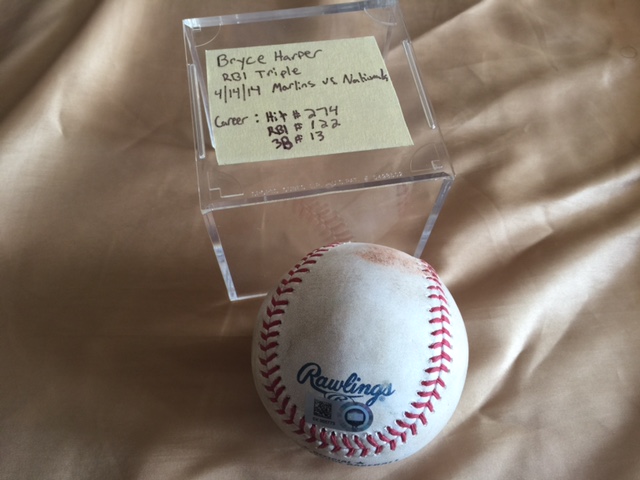 Bryce Harper
RBI Triple
4/14/14 Marlins vs Nationals
Career : Hit # 274
RBI # 122
3B # 13
Rawlings